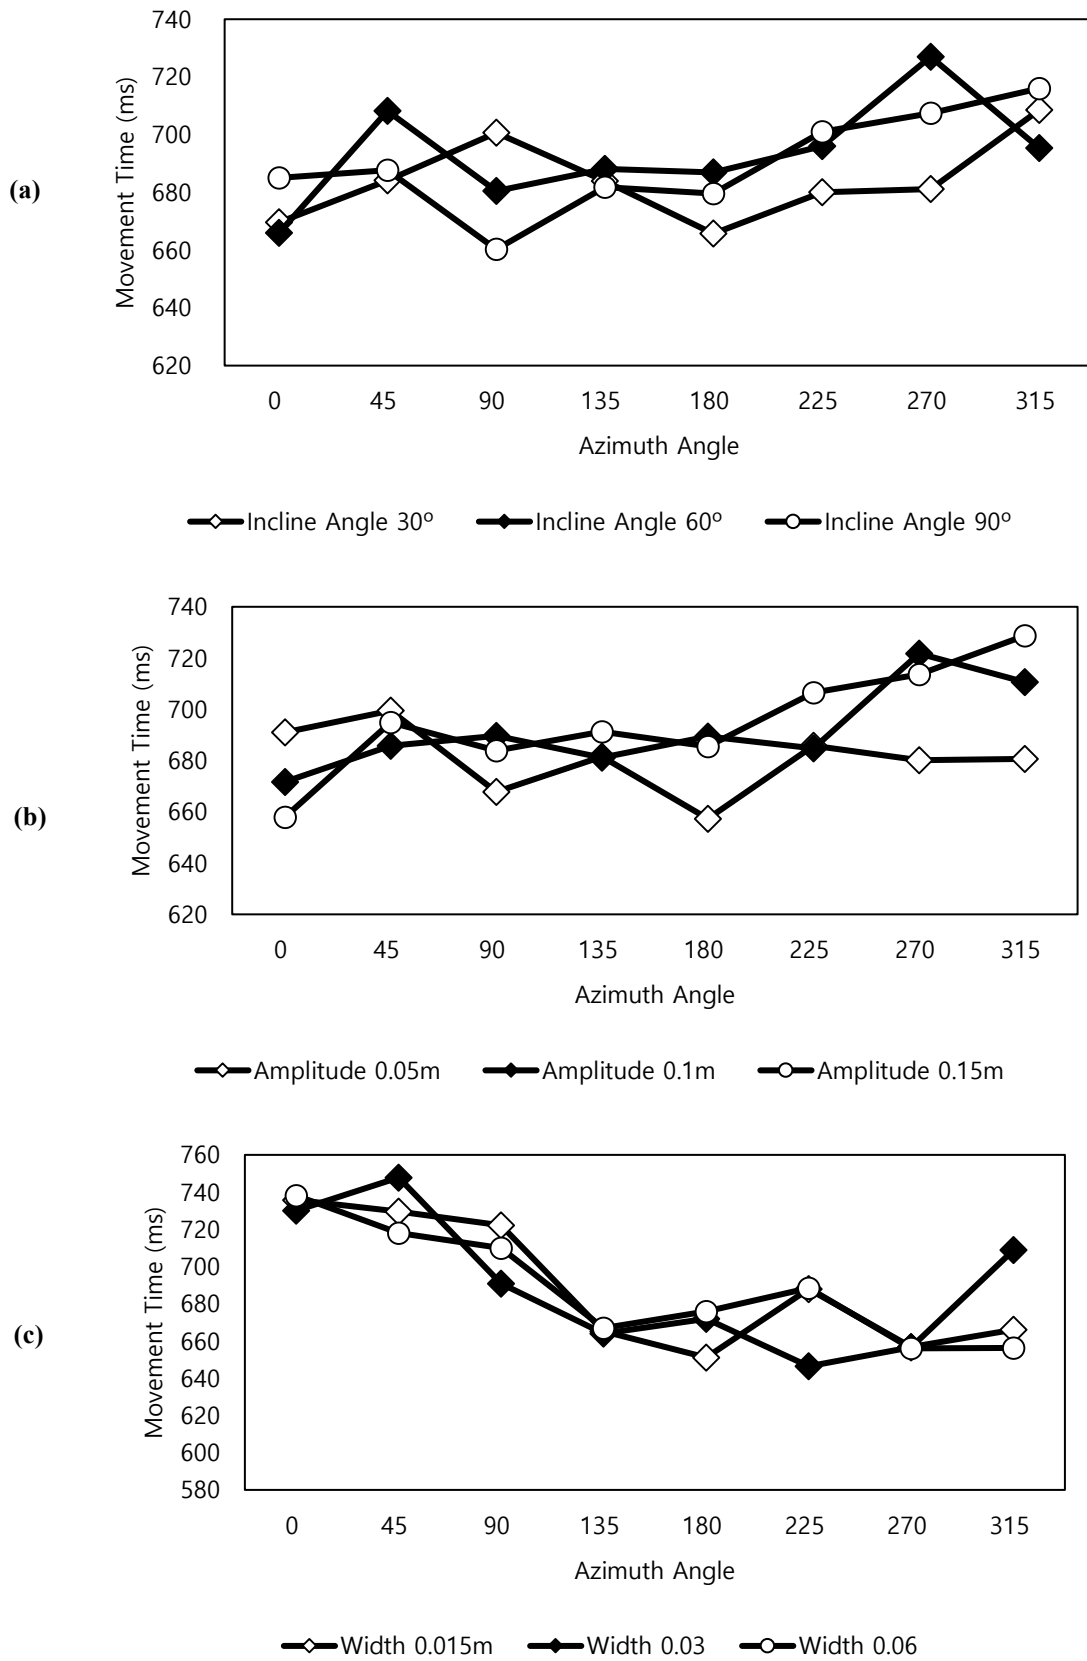 (a)
Movement Time (ms)
740
720
700
680
660
640
620
0 45 90 135 180 225 270 315
Azimuth Angle
Incline Angle 30º Incline Angle 60º Incline Angle 90º
(b)
Movement Time (ms)
740
720
700
680
660
640
620
0 45 90 135 180 225 270 315
Azimuth Angle
Amplitude 0.05m Amplitude 0.1m Amplitude 0.15m
(c)
Movement Time (ms)
760
740
720
700
680
660
640
620
600
580
0 45 90 135 180 225 270 315
Azimuth Angle
Width 0.015m Width 0.03 Width 0.06